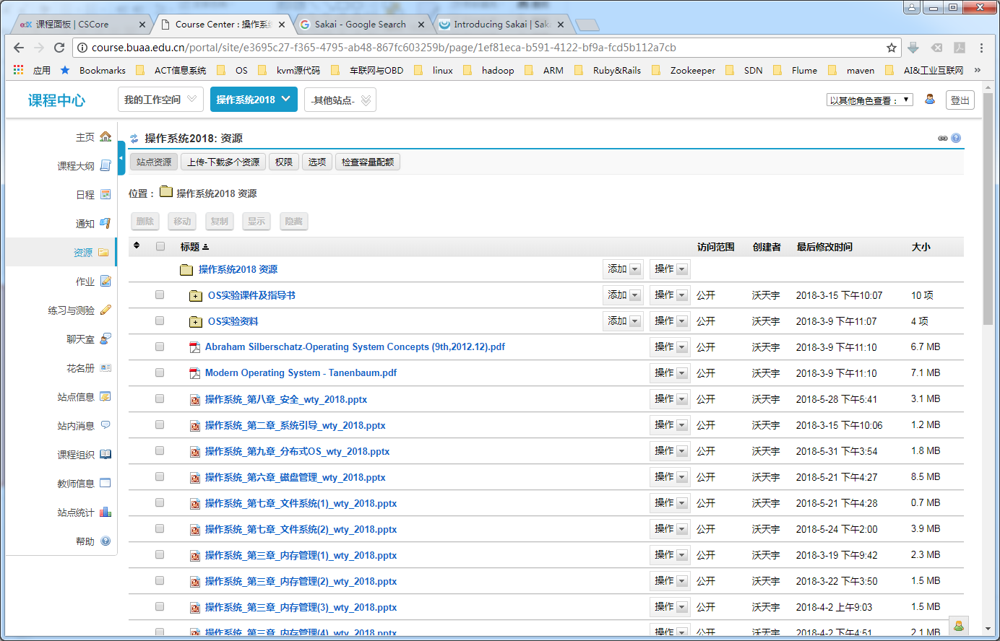 edX 课程面板 | CSCore
Course Center : 操作系
Sakai - Google Search
Introducing Sakai | Saka
course.buaa.edu.cn/portal/site/e3695c27-f365-4795-ab48-867fc603259b/page/1ef81eca-b591-4122-bf9a-fcd5b112a7cb
应用 Bookmarks ACT信息系统 OS kvm源代码 车联网与OBD linux hadoop ARM Ruby&Rails Zookeeper SDN Flume maven AI&工业互联网 »
课程中心 我的工作空间 操作系统2018 -其他站点- 以其他角色查看： 登出
主页
课程大纲
日程
通知
资源
作业
练习与测验
聊天室
花名册
站点信息
站内消息
课程组织
教师信息
站点统计
帮助
操作系统2018: 资源
站点资源 上传-下载多个资源 权限 选项 检查容量配额
位置： 操作系统2018 资源
删除 移动 复制 显示 隐藏
标题 访问范围 创建者 最后修改时间 大小
操作系统2018 资源 添加 操作
OS实验课件及指导书 添加 操作 公开 沃天宇 2018-3-15 下午10:07 10 项
OS实验资料 添加 操作 公开 沃天宇 2018-3-9 下午11:07 4 项
Abraham Silberschatz-Operating System Concepts (9th,2012.12).pdf 操作 公开 沃天宇 2018-3-9 下午11:10 6.7 MB
Modern Operating System - Tanenbaum.pdf 操作 公开 沃天宇 2018-3-9 下午11:10 7.1 MB
操作系统_第八章_安全_wty_2018.pptx 操作 公开 沃天宇 2018-5-28 下午5:41 3.1 MB
操作系统_第二章_系统引导_wty_2018.pptx 操作 公开 沃天宇 2018-3-15 下午10:06 1.2 MB
操作系统_第九章_分布式OS_wty_2018.pptx 操作 公开 沃天宇 2018-5-31 下午3:54 1.8 MB
操作系统_第六章_磁盘管理_wty_2018.pptx 操作 公开 沃天宇 2018-5-21 下午4:27 8.5 MB
操作系统_第七章_文件系统(1)_wty_2018.pptx 操作 公开 沃天宇 2018-5-21 下午4:28 0.7 MB
操作系统_第七章_文件系统(2)_wty_2018.pptx 操作 公开 沃天宇 2018-5-24 下午2:00 3.9 MB
操作系统_第三章_内存管理(1)_wty_2018.pptx 操作 公开 沃天宇 2018-3-19 下午9:42 2.3 MB
操作系统_第三章_内存管理(2)_wty_2018.pptx 操作 公开 沃天宇 2018-3-22 下午3:50 1.5 MB
操作系统_第三章_内存管理(3)_wty_2018.pptx 操作 公开 沃天宇 2018-4-2 上午9:03 1.5 MB
操作系统_第三章_内存管理(4)_wty_2018.pptx 操作 公开 沃天宇 2018-4-2 下午4:51 2.1 MB